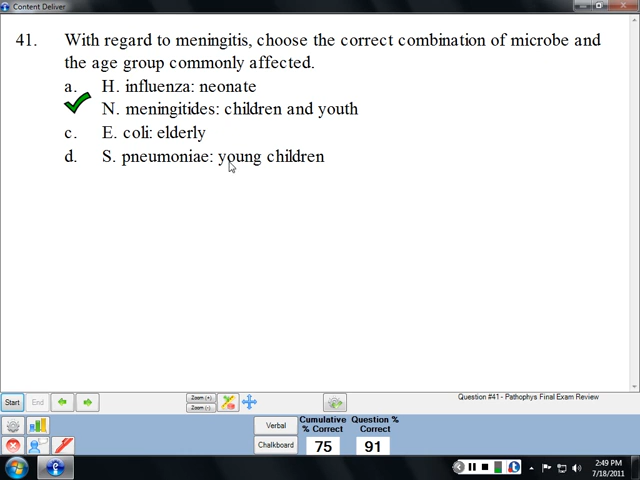 Content Deliver
41. With regard to meningitis, choose the correct combination of microbe and
the age group commonly affected.
a. H. influenza: neonate
N. meningitides: children and youth
c. E. coli: elderly
d. S. pneumoniae: young children
Start
End
Zoom (+)
Zoom (-)
Question #41 - Pathophys Final Exam Review
Verbal
Chalkboard
Cumulative % Correct
75
Question % Correct
91
2:49 PM
7/18/2011